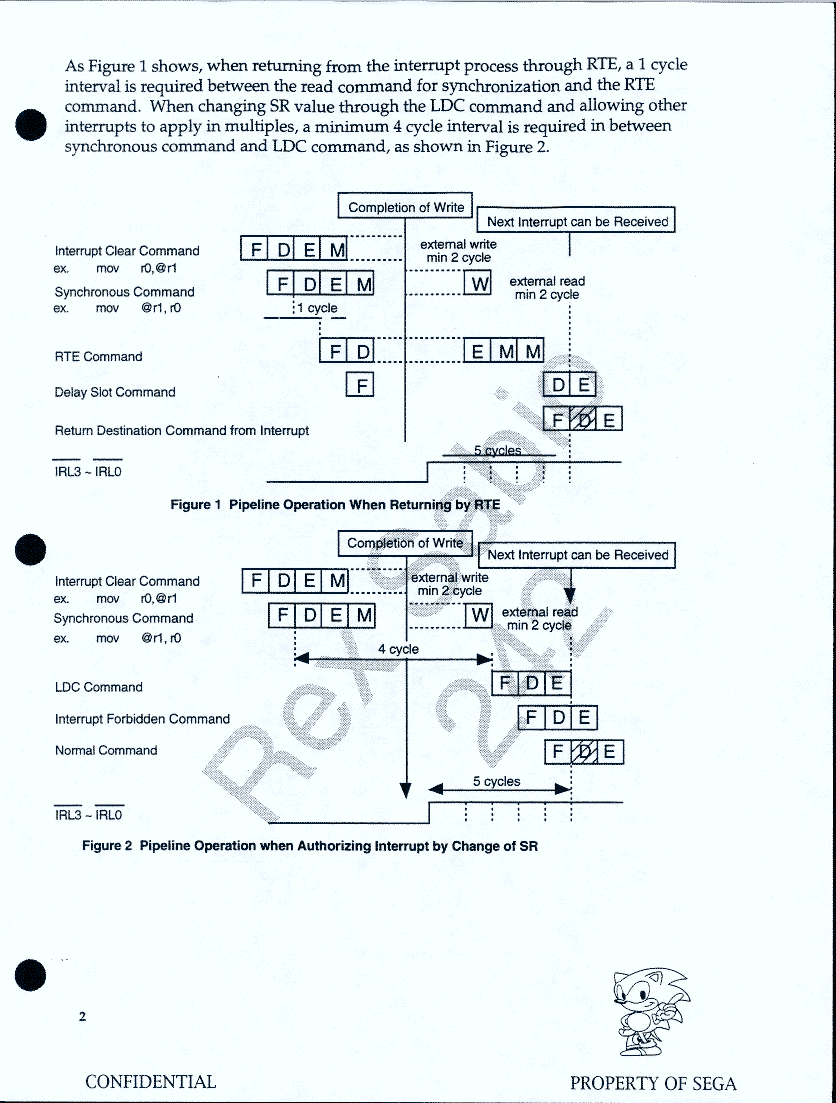 As Figure 1 shows, when returning from the interrupt process through RTE, a 1 cycle
interval is required between the read command for synchronization and the RTE
command. When changing SR value through the LDC command and allowing other
interrupts to apply in multiples, a minimum 4 cycle interval is required in between
synchronous command and LDC command, as shown in Figure 2.
Completion of Write
Next Interrupt can be Received
Interrupt Clear Command
ex. mov r0,@r1
F D E M
external write
min 2 cycle
Synchronous Command
ex. mov @r1, r0
F D E M
W
external read
min 2 cycle
1 cycle
RTE Command
F D
E M M
Delay Slot Command
F
D E
Return Destination Command from Interrupt
F D E
5 cycles
IRL3 ~ IRL0
Figure 1 Pipeline Operation When Returning by RTE
Completion of Write
Next Interrupt can be Received
Interrupt Clear Command
ex. mov r0,@r1
F D E M
external write
min 2 cycle
Synchronous Command
ex. mov @r1, r0
F D E M
W
external read
min 2 cycle
4 cycle
LDC Command
F D E
Interrupt Forbidden Command
F D E
Normal Command
F D E
5 cycles
IRL3 ~ IRL0
Figure 2 Pipeline Operation when Authorizing Interrupt by Change of SR
Rex Sabio
242
2
CONFIDENTIAL
PROPERTY OF SEGA